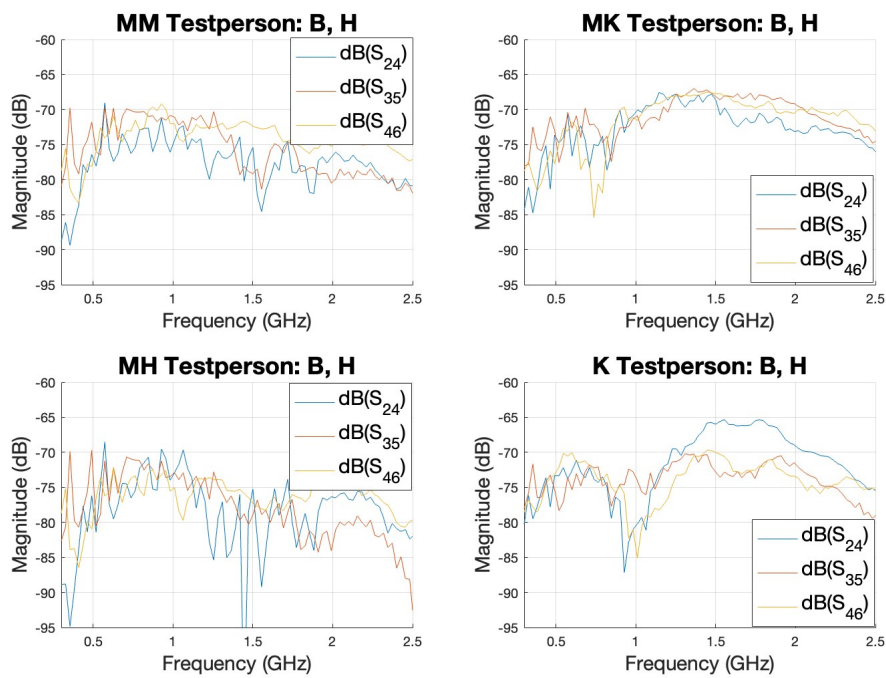 MM Testperson: B, H
-60
-65
-70
-75
-80
-85
-90
-95
Magnitude (dB)
0.5
1
1.5
2
2.5
Frequency (GHz)
dB(S24)
dB(S35)
dB(S46)
MK Testperson: B, H
-60
-65
-70
-75
-80
-85
-90
-95
Magnitude (dB)
0.5
1
1.5
2
2.5
Frequency (GHz)
dB(S24)
dB(S35)
dB(S46)
MH Testperson: B, H
-60
-65
-70
-75
-80
-85
-90
-95
Magnitude (dB)
0.5
1
1.5
2
2.5
Frequency (GHz)
dB(S24)
dB(S35)
dB(S46)
K Testperson: B, H
-60
-65
-70
-75
-80
-85
-90
-95
Magnitude (dB)
0.5
1
1.5
2
2.5
Frequency (GHz)
dB(S24)
dB(S35)
dB(S46)